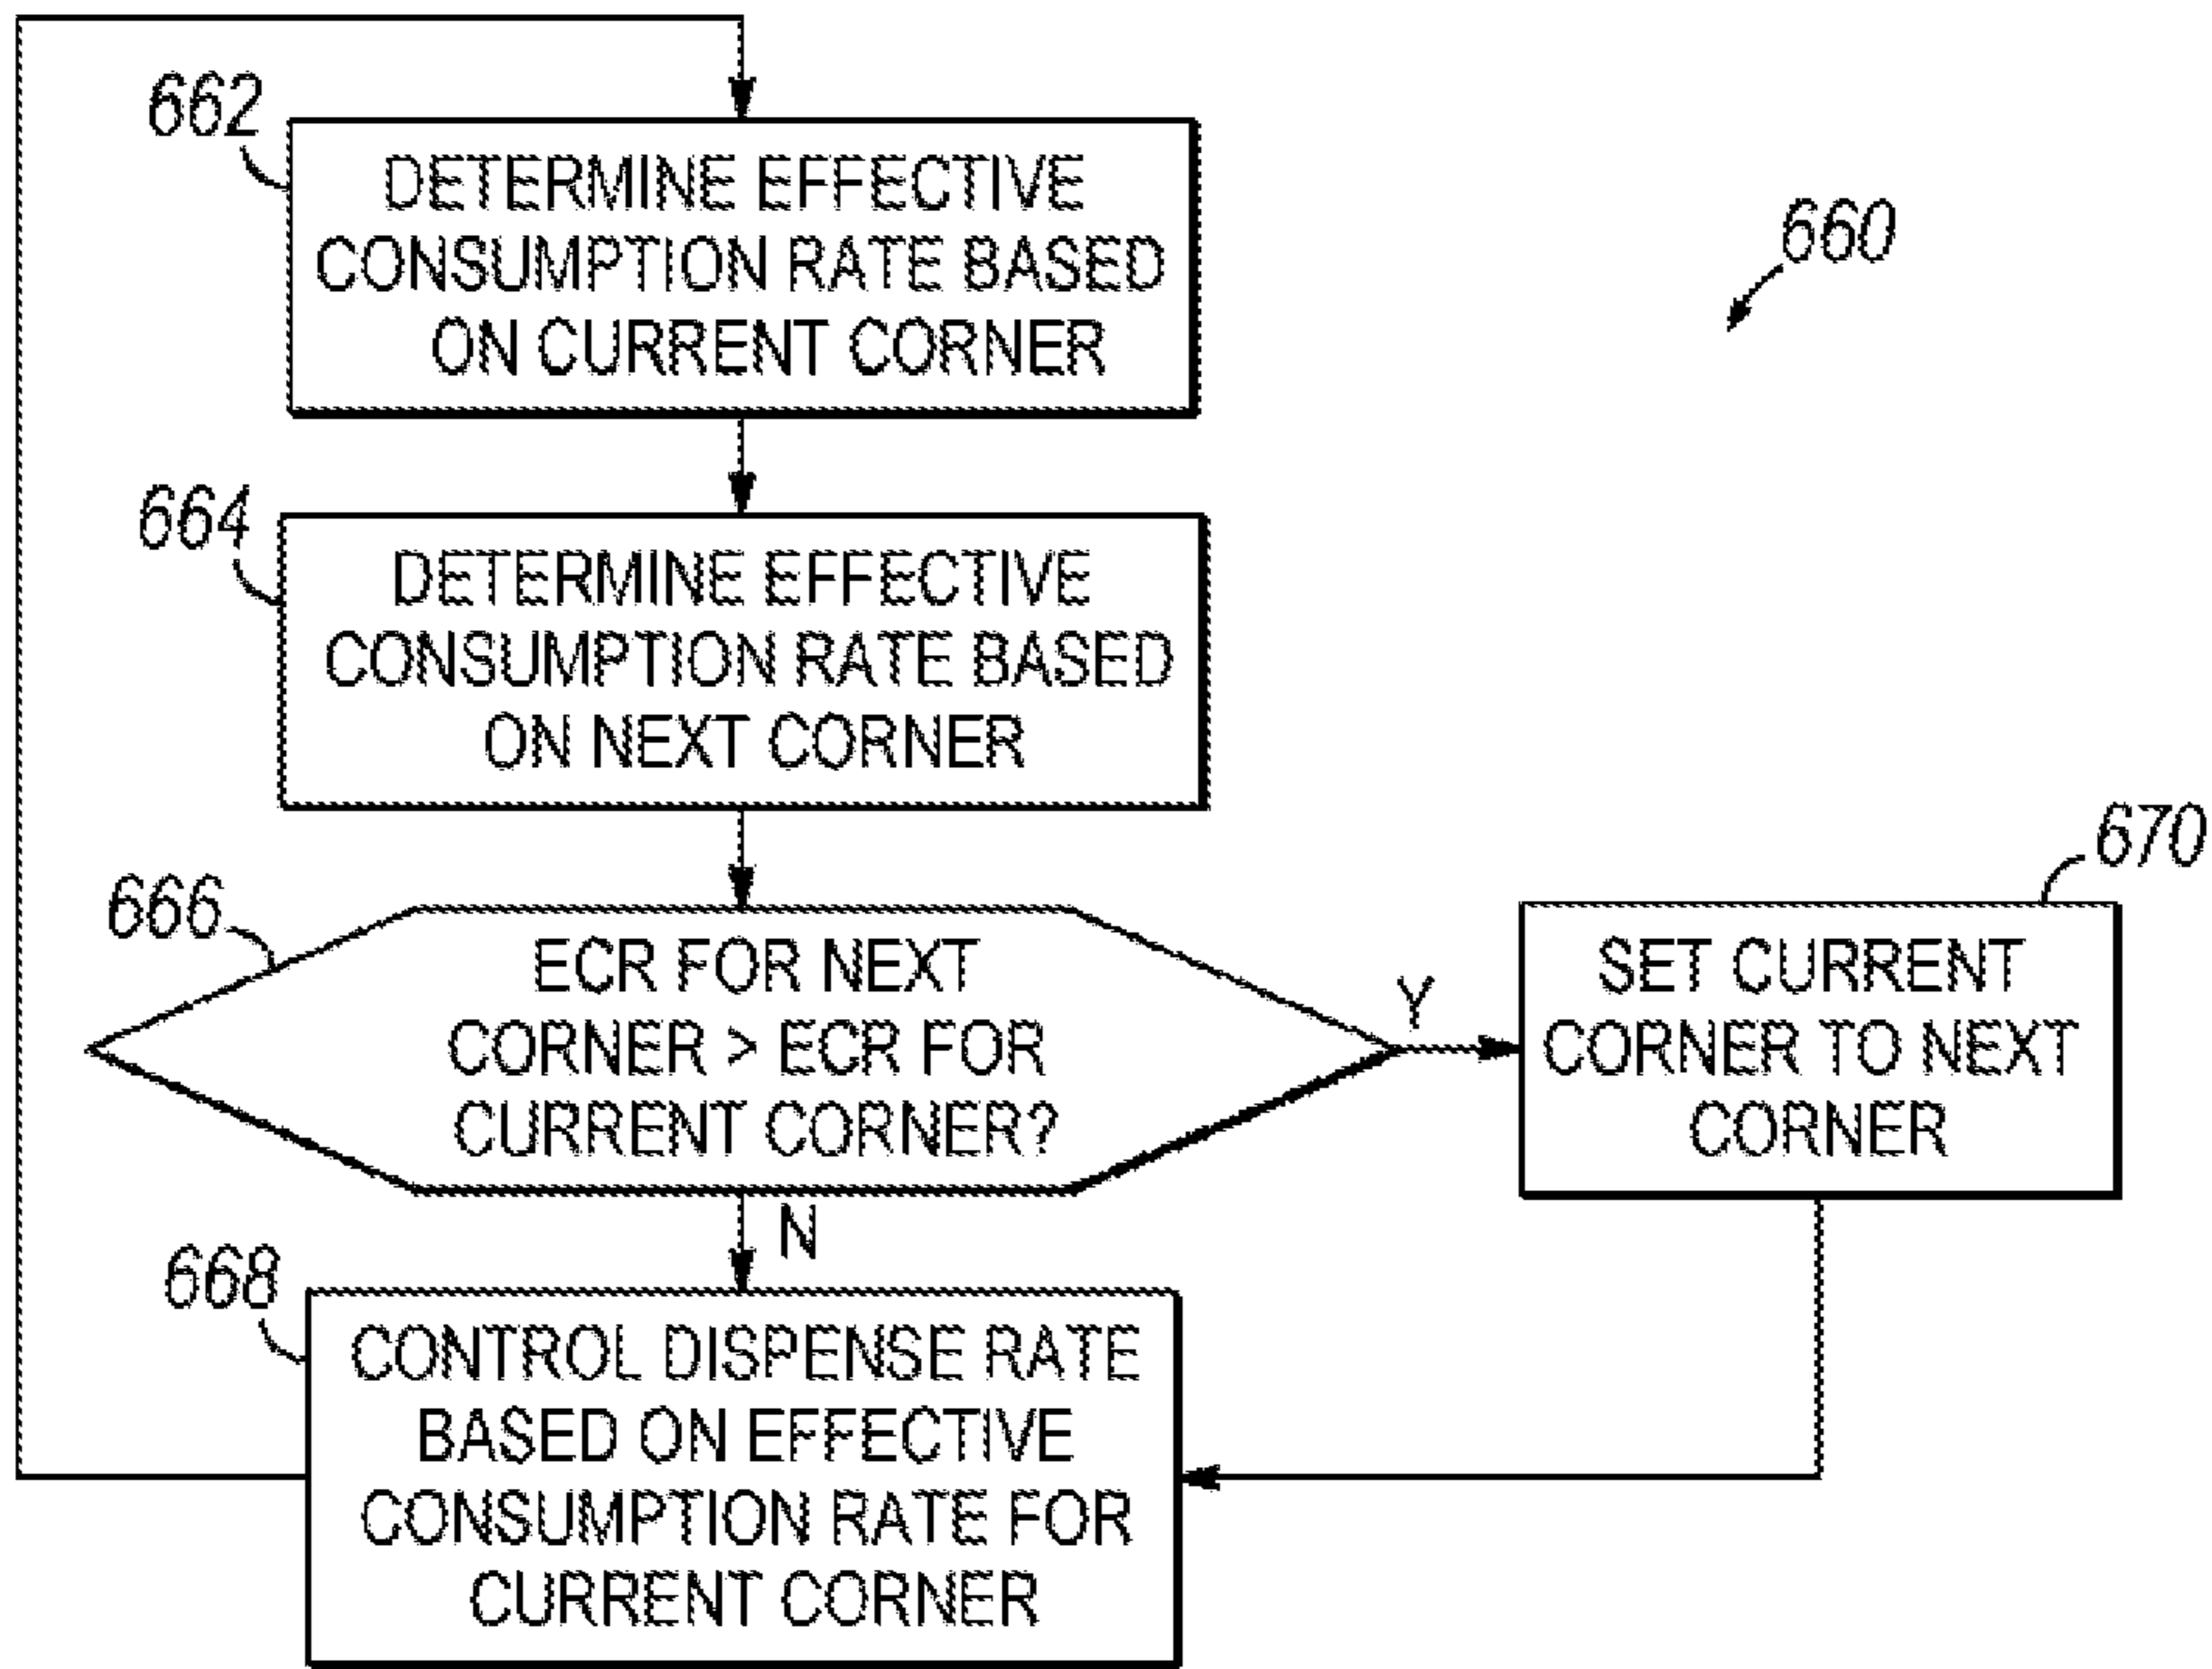 662
DETERMINE EFFECTIVE
CONSUMPTION RATE BASED
ON CURRENT CORNER
660
664
DETERMINE EFFECTIVE
CONSUMPTION RATE BASED
ON NEXT CORNER
666
ECR FOR NEXT
CORNER > ECR FOR
CURRENT CORNER?
Y
N
670
SET CURRENT
CORNER TO NEXT
CORNER
668
CONTROL DISPENSE RATE
BASED ON EFFECTIVE
CONSUMPTION RATE FOR
CURRENT CORNER